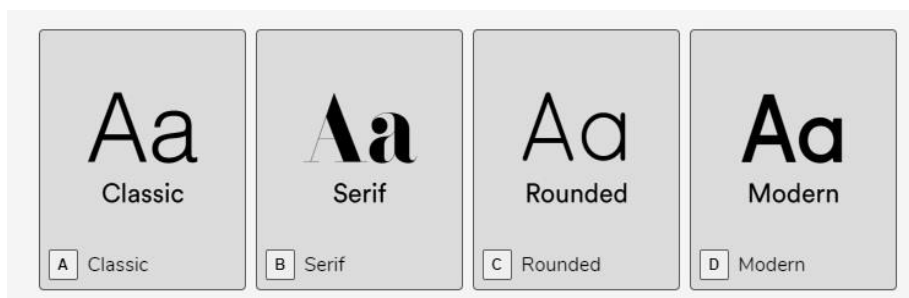 Aa Aa Aa Aa
Classic Serif Rounded Modern
A Classic B Serif C Rounded D Modern